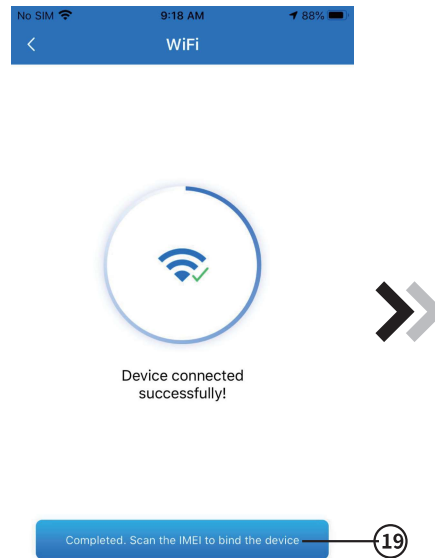 No SIM 9:18 AM 88%
WiFi
Device connected
successfully!
Completed. Scan the IMEI to bind the device
19